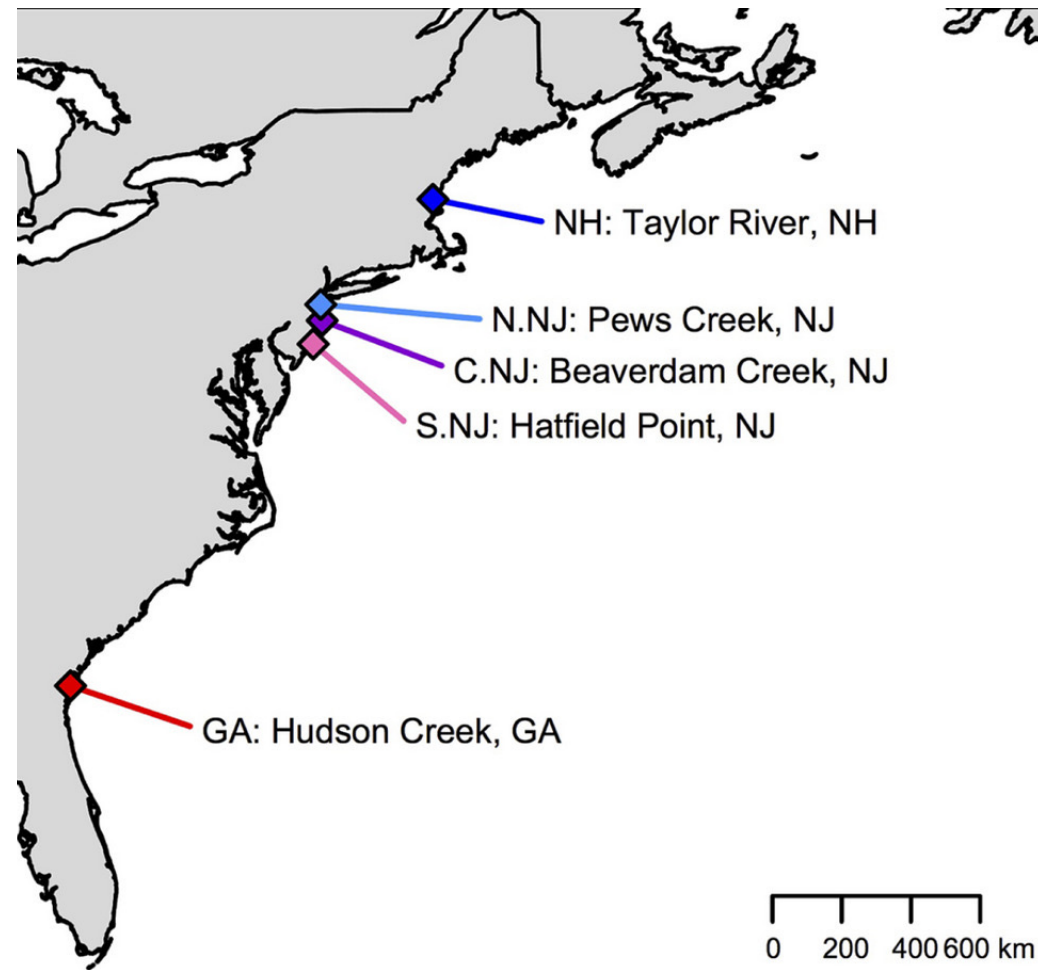 NH: Taylor River, NH
N.NJ: Pews Creek, NJ
C.NJ: Beaverdam Creek, NJ
S.NJ: Hatfield Point, NJ
GA: Hudson Creek, GA
0 200 400 600 km